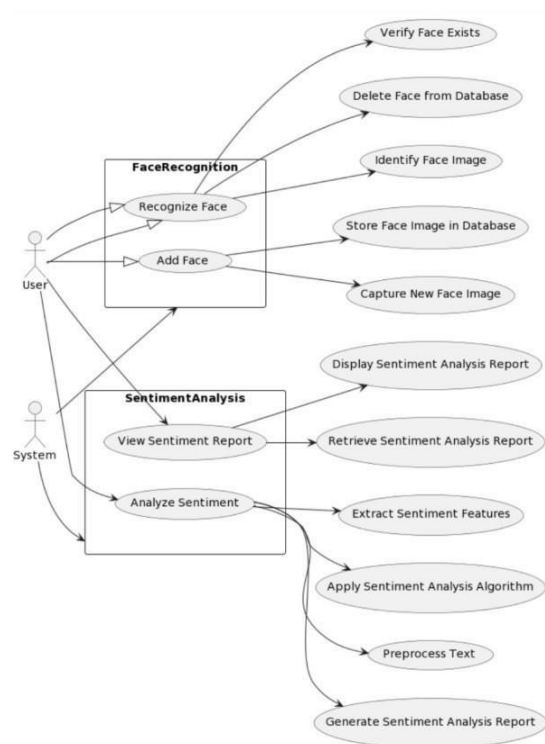 Verify Face Exists
Delete Face from Database
FaceRecognition
Identify Face Image
Recognize Face
Store Face Image in Database
Add Face
User
Capture New Face Image
Display Sentiment Analysis Report
SentimentAnalysis
View Sentiment Report
Retrieve Sentiment Analysis Report
System
Analyze Sentiment
Extract Sentiment Features
Apply Sentiment Analysis Algorithm
Preprocess Text
Generate Sentiment Analysis Report